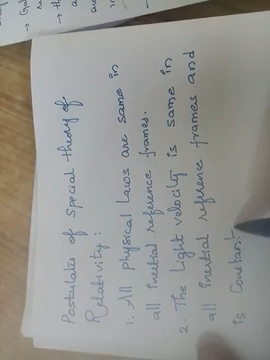 Postulates of special theory of
Relativity:
1. All Physical Laws are same in
all inertial reference frames.
2. The Light velocity is same in
all inertial reference frames and
is Constant